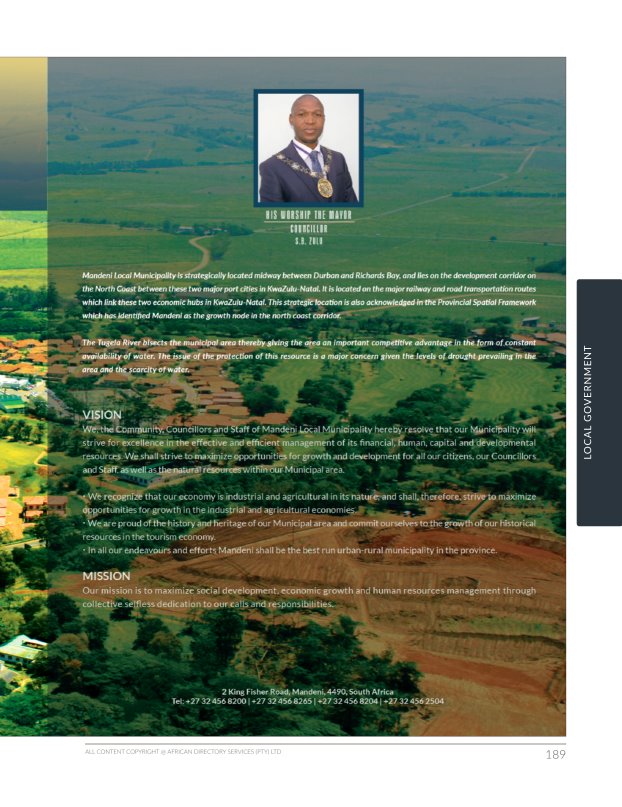 HIS WORSHIP THE MAYOR
COUNCILLOR
S.B. ZULU
Mandeni Local Municipality is strategically located midway between Durban and Richards Bay, and lies on the development corridor on
the North Coast between these two major port cities in KwaZulu-Natal. It is located on the major railway and road transportation routes
which link these two economic hubs in KwaZulu-Natal. This strategic location is also acknowledged in the Provincial Spatial Framework
which has identified Mandeni as the growth node in the north coast corridor.
The Tugela River bisects the municipal area thereby giving the area an important competitive advantage in the form of constant
availability of water. The issue of the protection of this resource is a major concern given the levels of drought prevailing in the
area and the scarcity of water.
VISION
We, the Community, Councillors and Staff of Mandeni Local Municipality hereby resolve that our Municipality will
strive for excellence in the effective and efficient management of its financial, human, capital and developmental
resources. We shall strive to maximize opportunities for growth and development for all our citizens, our Councillors
and Staff, as well as the natural resources within our Municipal area.
· We recognize that our economy is industrial and agricultural in its nature, and shall, therefore, strive to maximize
opportunities for growth in the industrial and agricultural economies.
· We are proud of the history and heritage of our Municipal area and commit ourselves to the growth of our historical
resources in the tourism economy.
· In all our endeavours and efforts Mandeni shall be the best run urban-rural municipality in the province.
MISSION
Our mission is to maximize social development, economic growth and human resources management through
collective selfless dedication to our calls and responsibilities.
2 King Fisher Road, Mandeni, 4490, South Africa
Tel: +27 32 456 8200 | +27 32 456 8265 | +27 32 456 8204 | +27 32 456 2504
LOCAL GOVERNMENT
ALL CONTENT COPYRIGHT @ AFRICAN DIRECTORY SERVICES (PTY) LTD
189